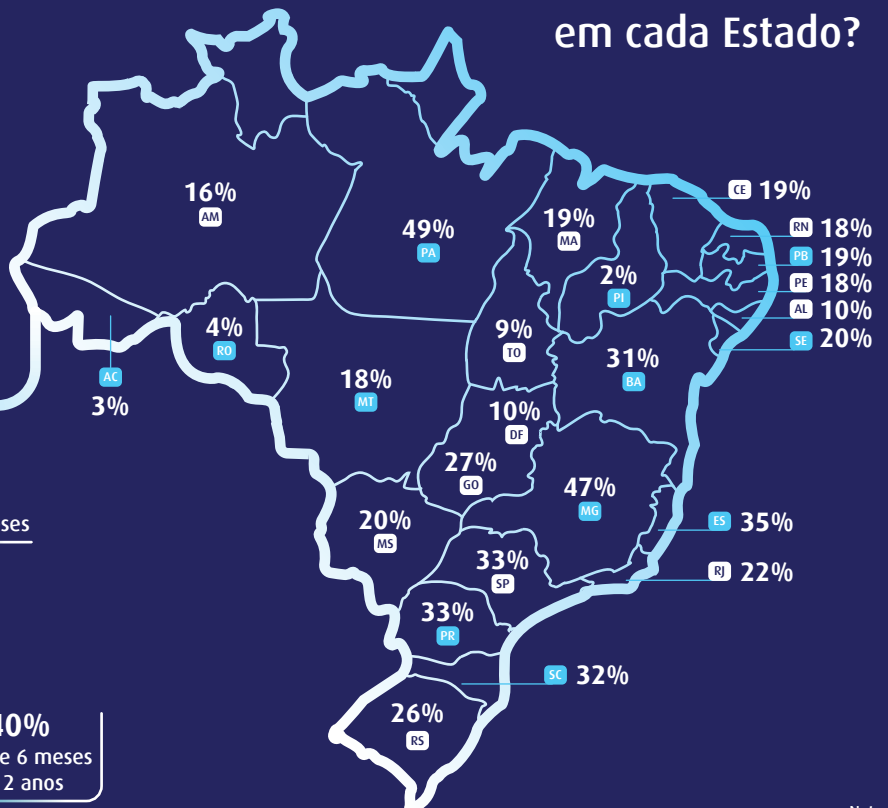 em cada Estado?
16%
AM
49%
PA
19%
MA
2%
PI
CE 19%
RN 18%
PB 19%
PE 18%
AL 10%
SE 20%
4%
RO
AC
3%
18%
MT
9%
TO
31%
BA
10%
DF
27%
GO
47%
MG
20%
MS
ES 35%
RJ 22%
33%
SP
33%
PR
SC 32%
26%
RS
ses
40%
e 6 meses
2 anos